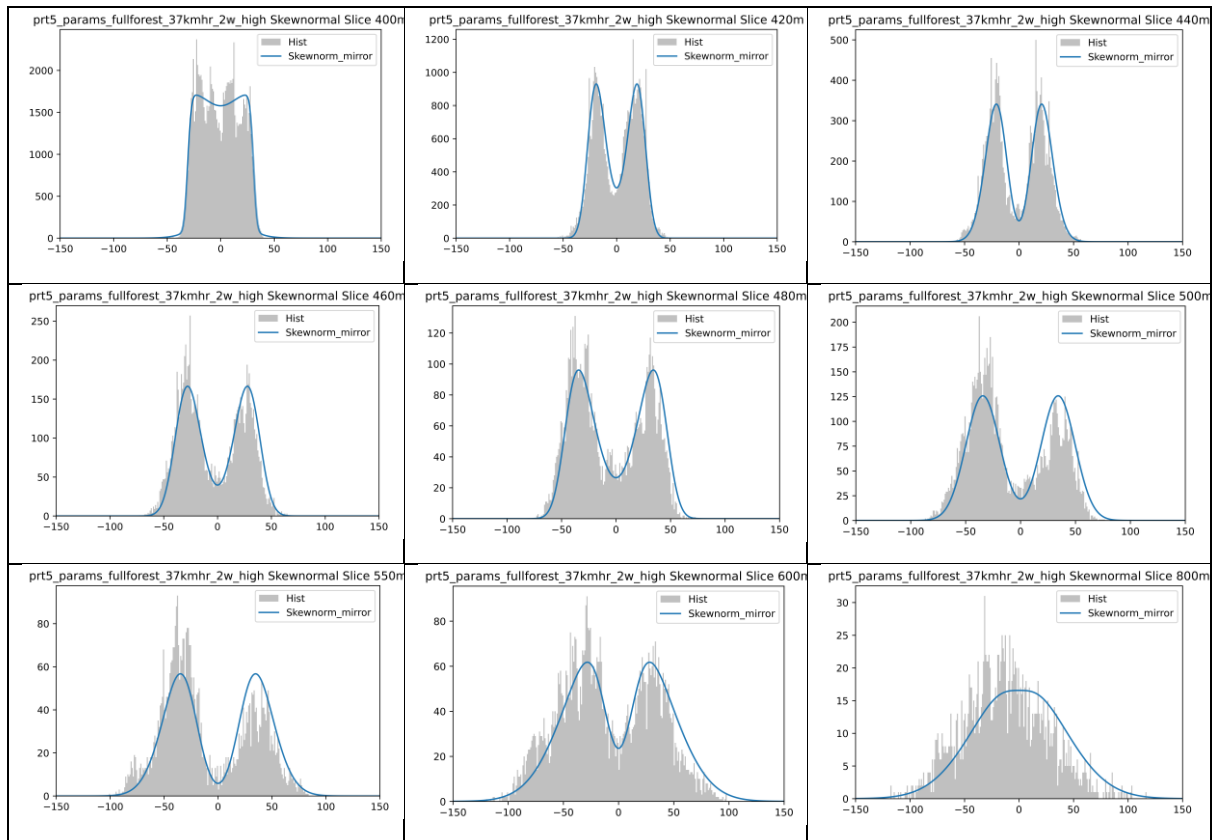 prt5_params_fullforest_37kmhr_2w_high Skewnormal Slice 400m
Hist
Skewnorm_mirror
2000
1500
1000
500
0
−150 −100 −50 0 50 100 150
prt5_params_fullforest_37kmhr_2w_high Skewnormal Slice 420m
Hist
Skewnorm_mirror
1200
1000
800
600
400
200
0
−150 −100 −50 0 50 100 150
prt5_params_fullforest_37kmhr_2w_high Skewnormal Slice 440m
Hist
Skewnorm_mirror
500
400
300
200
100
0
−150 −100 −50 0 50 100 150
prt5_params_fullforest_37kmhr_2w_high Skewnormal Slice 460m
Hist
Skewnorm_mirror
250
200
150
100
50
0
−150 −100 −50 0 50 100 150
prt5_params_fullforest_37kmhr_2w_high Skewnormal Slice 480m
Hist
Skewnorm_mirror
120
100
80
60
40
20
0
−150 −100 −50 0 50 100 150
prt5_params_fullforest_37kmhr_2w_high Skewnormal Slice 500m
Hist
Skewnorm_mirror
200
175
150
125
100
75
50
25
0
−150 −100 −50 0 50 100 150
prt5_params_fullforest_37kmhr_2w_high Skewnormal Slice 550m
Hist
Skewnorm_mirror
80
60
40
20
0
−150 −100 −50 0 50 100 150
prt5_params_fullforest_37kmhr_2w_high Skewnormal Slice 600m
Hist
Skewnorm_mirror
80
60
40
20
0
−150 −100 −50 0 50 100 150
prt5_params_fullforest_37kmhr_2w_high Skewnormal Slice 800m
Hist
Skewnorm_mirror
30
25
20
15
10
5
0
−150 −100 −50 0 50 100 150